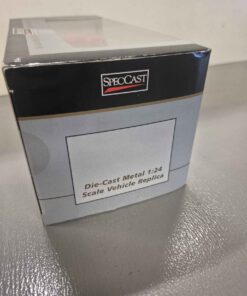 SPECCAST
Die-Cast Metal 1:24
Scale Vehicle Replica